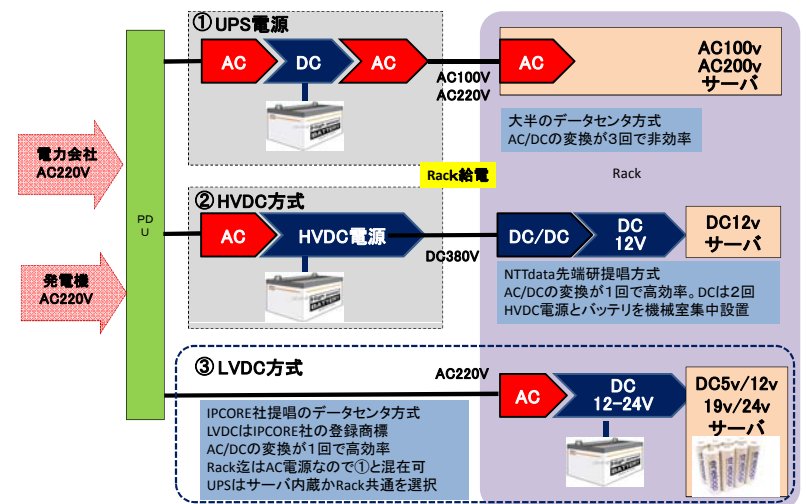 ①UPS電源
AC
DC
AC
AC100V
AC220V
AC
AC100v
AC200v
サーバ
大半のデータセンタ方式
AC/DCの変換が３回で非効率
電力会社
AC220V
Rack給電
Rack
PD
U
②HVDC方式
AC
HVDC電源
DC380V
DC/DC
DC
12V
DC12v
サーバ
NTTdata先端研提唱方式
AC/DCの変換が１回で高効率。DCは２回
HVDC電源とバッテリを機械室集中設置
発電機
AC220V
③LVDC方式
AC220V
AC
DC
12-24V
DC5v/12v
19v/24v
サーバ
IPCORE社提唱のデータセンタ方式
LVDCはIPCORE社の登録商標
AC/DCの変換が１回で高効率
Rack迄はAC電源なので①と混在可
UPSはサーバ内蔵かRack共通を選択